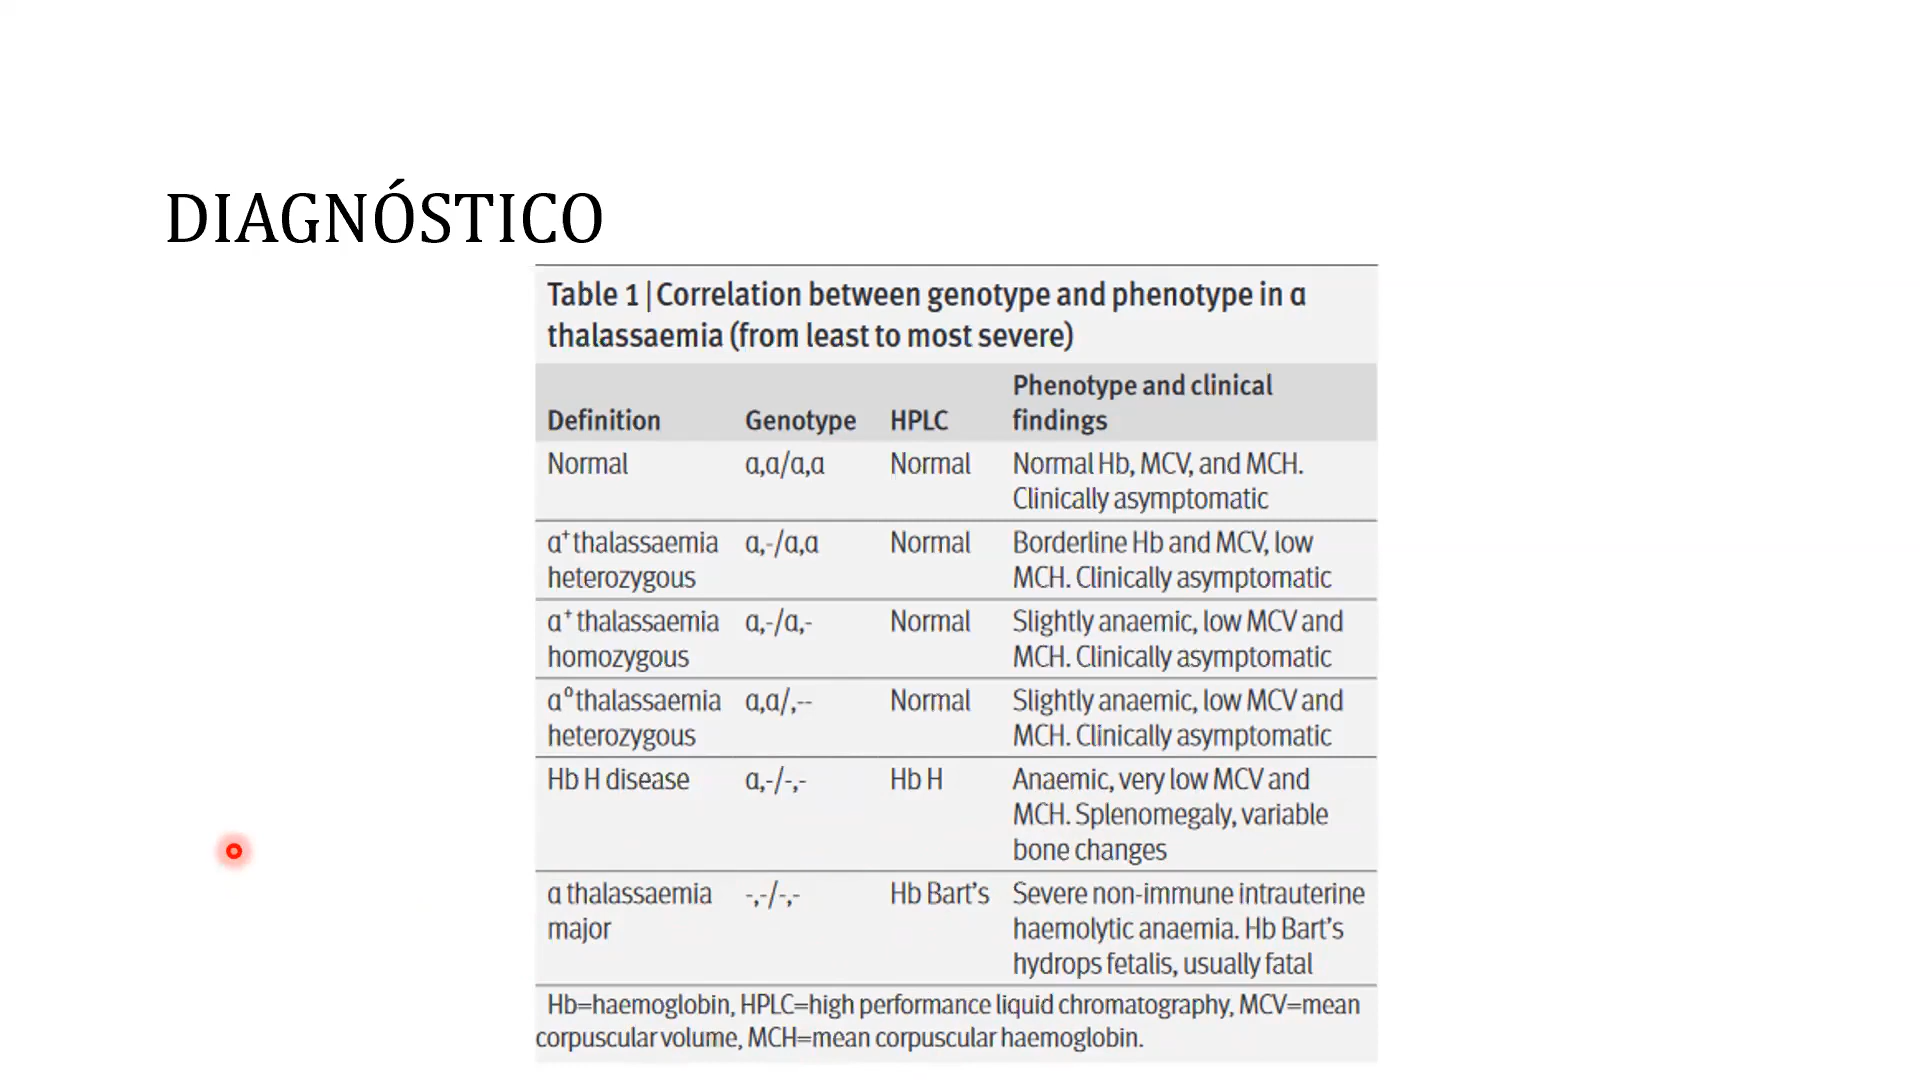 DIAGNÓSTICO
Table 1 | Correlation between genotype and phenotype in α
thalassaemia (from least to most severe)
Definition Genotype HPLC Phenotype and clinical findings
Normal α,α/α,α Normal Normal Hb, MCV, and MCH.
Clinically asymptomatic
α⁺ thalassaemia α,-/α,α Normal Borderline Hb and MCV, low
heterozygous MCH. Clinically asymptomatic
α⁺ thalassaemia α,-/α,- Normal Slightly anaemic, low MCV and
homozygous MCH. Clinically asymptomatic
α⁰ thalassaemia α,α/,-- Normal Slightly anaemic, low MCV and
heterozygous MCH. Clinically asymptomatic
Hb H disease α,-/-,- Hb H Anaemic, very low MCV and
MCH. Splenomegaly, variable
bone changes
α thalassaemia -,-/-,- Hb Bart's Severe non-immune intrauterine
major haemolytic anaemia. Hb Bart's
hydrops fetalis, usually fatal
Hb=haemoglobin, HPLC=high performance liquid chromatography, MCV=mean
corpuscular volume, MCH=mean corpuscular haemoglobin.